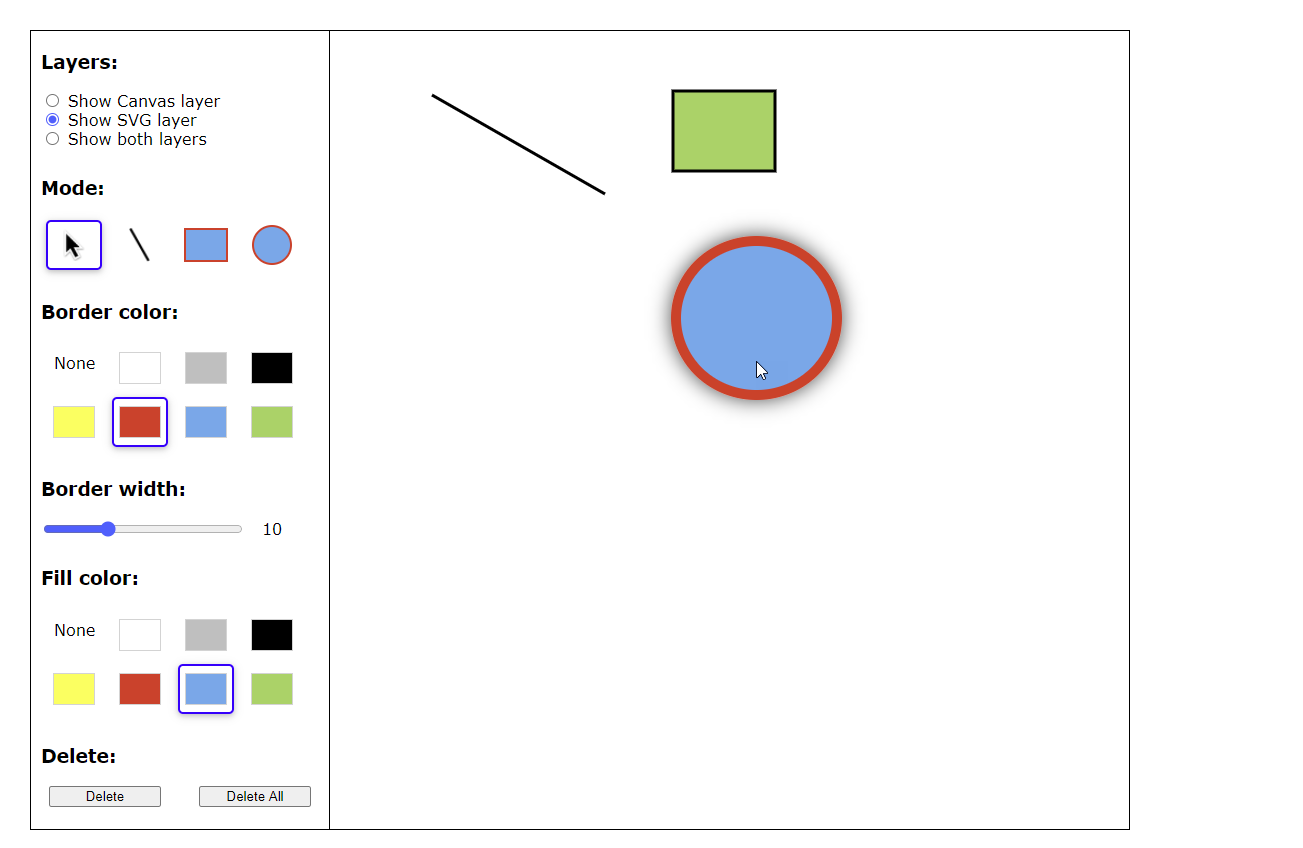 Layers:
Show Canvas layer
Show SVG layer
Show both layers
Mode:
Border color:
None
Border width:
10
Fill color:
None
Delete:
Delete Delete All